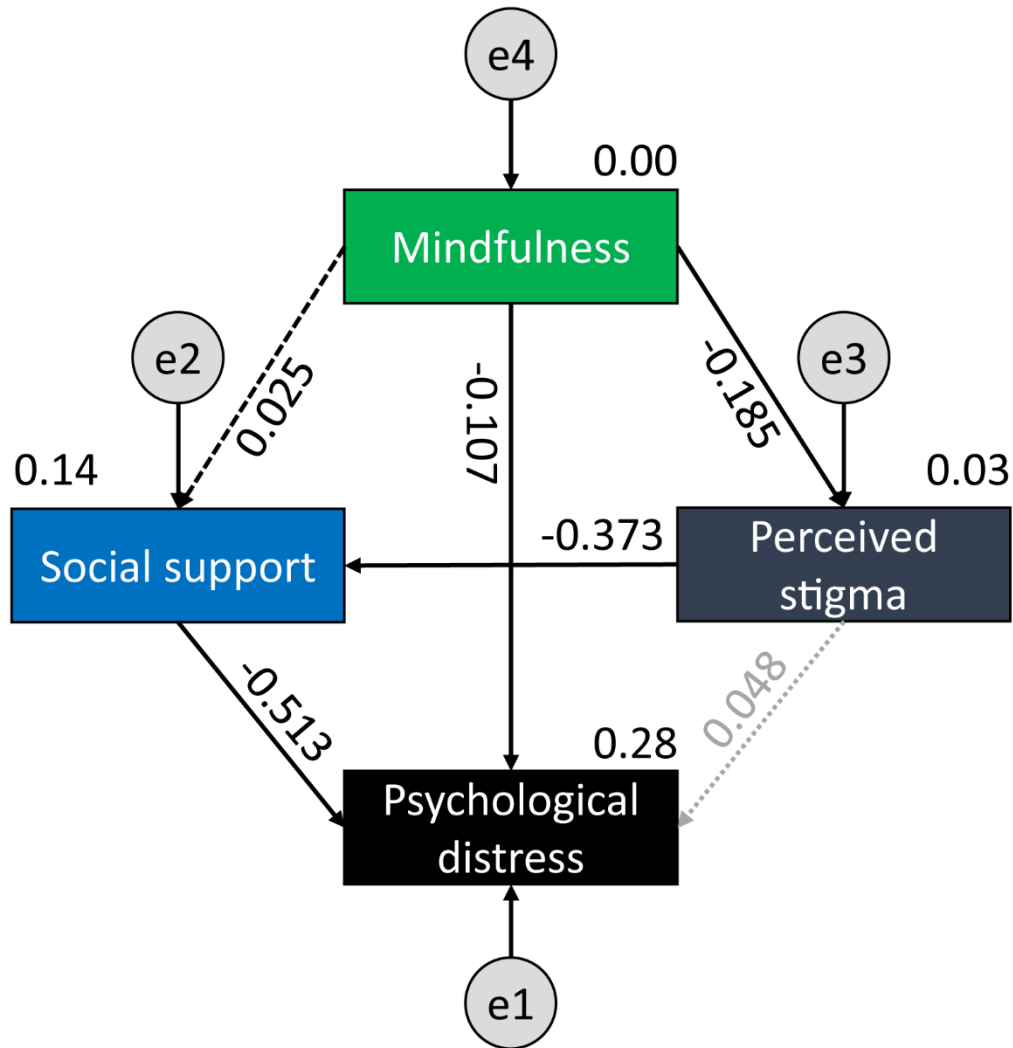 e4
0.00
Mindfulness
e2
e3
0.025
-0.107
-0.185
0.14
0.03
Social support
-0.373
Perceived
stigma
-0.513
0.048
0.28
Psychological
distress
e1